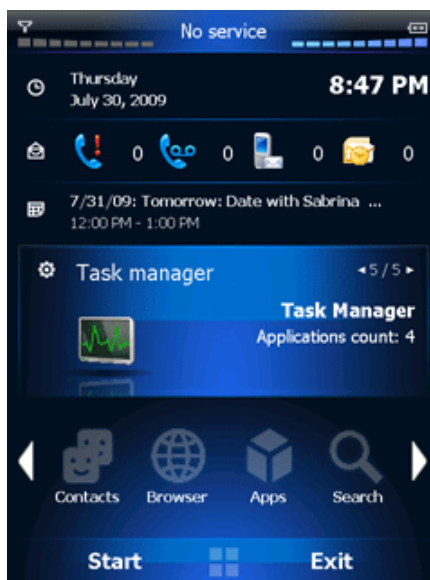 No service
Thursday
July 30, 2009
8:47 PM
0 0 0 0
7/31/09: Tomorrow: Date with Sabrina ...
12:00 PM - 1:00 PM
Task manager
5/5
Task Manager
Applications count: 4
Contacts Browser Apps Search
Start Exit